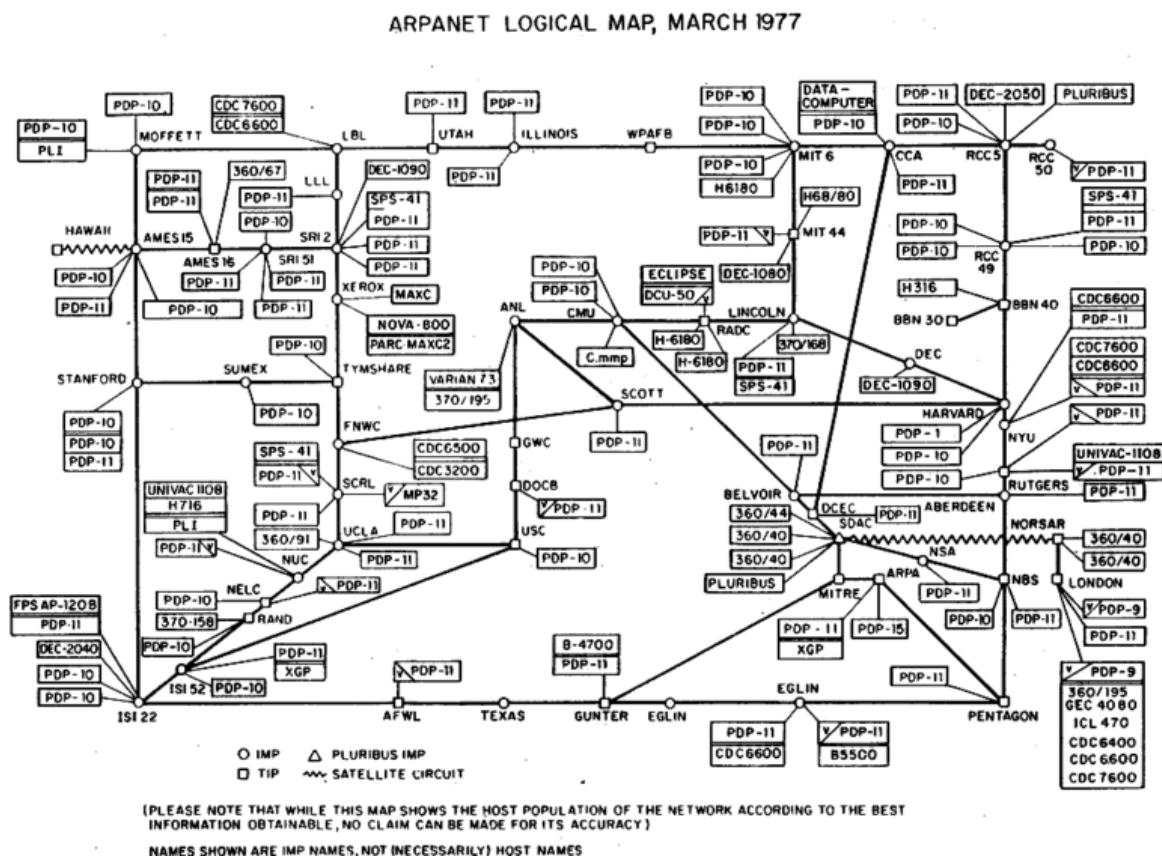 ARPANET LOGICAL MAP, MARCH 1977
PDP-10
CDC7600
CDC6600
PDP-11
PDP-11
PDP-10
PDP-10
DATA-
COMPUTER
PDP-10
PDP-11
DEC-2050
PLURIBUS
PDP-10
PDP-10
PLI
MOFFETT
LBL
UTAH
ILLINOIS
WPAFB
MIT 6
CCA
RCC5
RCC
50
PDP-11
PDP-10
H6180
PDP-11
PDP-11
PDP-11
PDP-11
360/67
LLL
PDP-11
DEC-1090
SPS-41
PDP-11
PDP-10
PDP-11
PDP-11
H68/80
PDP-11
MIT 44
DEC-1080
SPS-41
PDP-11
PDP-10
PDP-10
PDP-10
RCC
49
HAWAII
AMES15
AMES16
SRI 51
SRI 2
PDP-10
PDP-11
PDP-10
PDP-11
PDP-11
PDP-11
XEROX
MAXC
NOVA-800
PARC-MAXC2
PDP-10
PDP-10
ECLIPSE
DCU-50
H316
BBN 40
BBN 30
CDC6600
PDP-11
ANL
CMU
RADC
LINCOLN
H-6180
H-6180
370/168
C.mmp
PDP-11
SPS-41
DEC
DEC-1090
CDC7600
CDC6600
PDP-11
PDP-11
PDP-10
STANFORD
SUMEX
TYMSHARE
VARIAN 73
370/195
SCOTT
HARVARD
NYU
PDP-10
PDP-10
PDP-10
PDP-11
FNWC
PDP-11
PDP-1
PDP-10
PDP-10
CDC6500
CDC3200
GWC
SPS-41
PDP-11
SCRL
MP32
DOCB
PDP-11
PDP-11
BELVOIR
UNIVAC-1108
PDP-11
RUTGERS
PDP-11
ABERDEEN
UNIVAC 1108
H716
PLI
PDP-11
360/91
UCLA
PDP-11
PDP-11
USC
PDP-10
360/44
360/40
360/40
PLURIBUS
DCEC
PDP-11
SDAC
NORSAR
360/40
360/40
PDP-11
NUC
NELC
PDP-11
PDP-10
NSA
PDP-11
MITRE
ARPA
NBS
PDP-10
PDP-11
LONDON
PDP-9
PDP-11
FPS AP-120B
PDP-11
DEC-2040
PDP-10
PDP-10
370-158
RAND
PDP-10
PDP-11
XGP
ISI 52
PDP-10
PDP-11
XGP
PDP-15
B-4700
PDP-11
PDP-11
PDP-11
PDP-9
360/195
GEC 4080
ICL 470
CDC6400
CDC6600
CDC7600
ISI 22
AFWL
TEXAS
GUNTER
EGLIN
EGLIN
PENTAGON
PDP-11
CDC6600
PDP-11
B5500
IMP
PLURIBUS IMP
TIP
SATELLITE CIRCUIT
(PLEASE NOTE THAT WHILE THIS MAP SHOWS THE HOST POPULATION OF THE NETWORK ACCORDING TO THE BEST
INFORMATION OBTAINABLE, NO CLAIM CAN BE MADE FOR ITS ACCURACY)
NAMES SHOWN ARE IMP NAMES, NOT (NECESSARILY) HOST NAMES